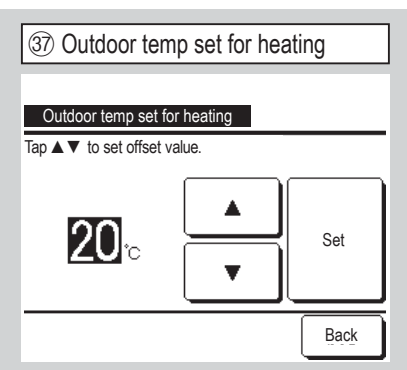 ㊲ Outdoor temp set for heating
Outdoor temp set for heating
Tap ▲▼ to set offset value.
20°C
▲
▼
Set
Back